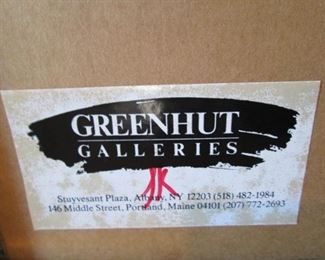 GREENHUT
GALLERIES
Stuyvesant Plaza, Albany, NY 12203 (518) 482-1984
146 Middle Street, Portland, Maine 04101 (207) 772-2693